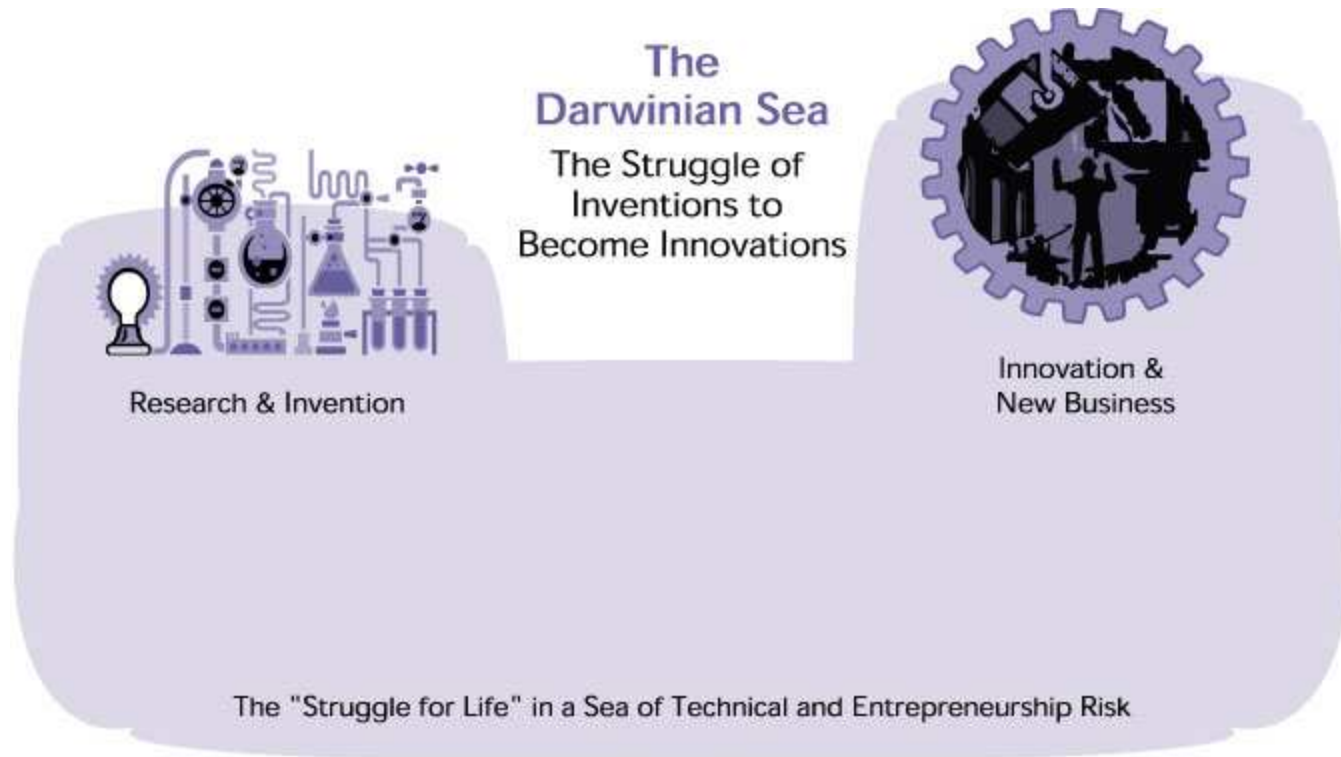 The
Darwinian Sea
The Struggle of
Inventions to
Become Innovations
Research & Invention
Innovation &
New Business
The "Struggle for Life" in a Sea of Technical and Entrepreneurship Risk